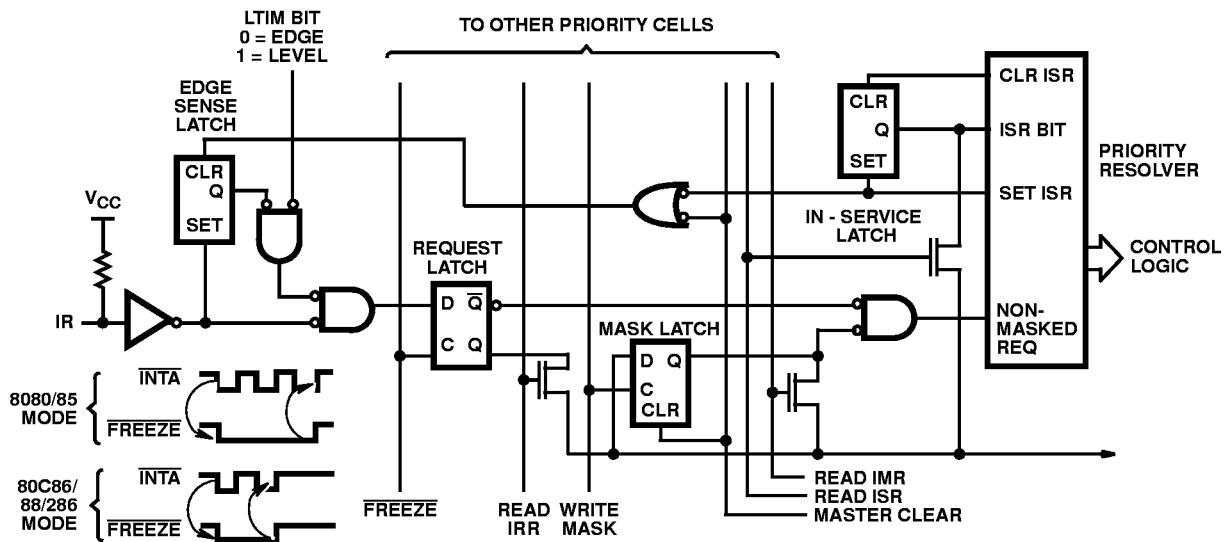 LTIM BIT
0 = EDGE
1 = LEVEL
TO OTHER PRIORITY CELLS
EDGE
SENSE
LATCH
CLR
Q
SET
VCC
IR
REQUEST
LATCH
D Q̅
C Q
MASK LATCH
D Q
C
CLR
CLR
Q
SET
IN - SERVICE
LATCH
CLR ISR
ISR BIT
SET ISR
NON-
MASKED
REQ
PRIORITY
RESOLVER
CONTROL
LOGIC
8080/85
MODE
INTA
FREEZE
80C86/
88/286
MODE
INTA
FREEZE
FREEZE
READ
IRR
WRITE
MASK
READ IMR
READ ISR
MASTER CLEAR